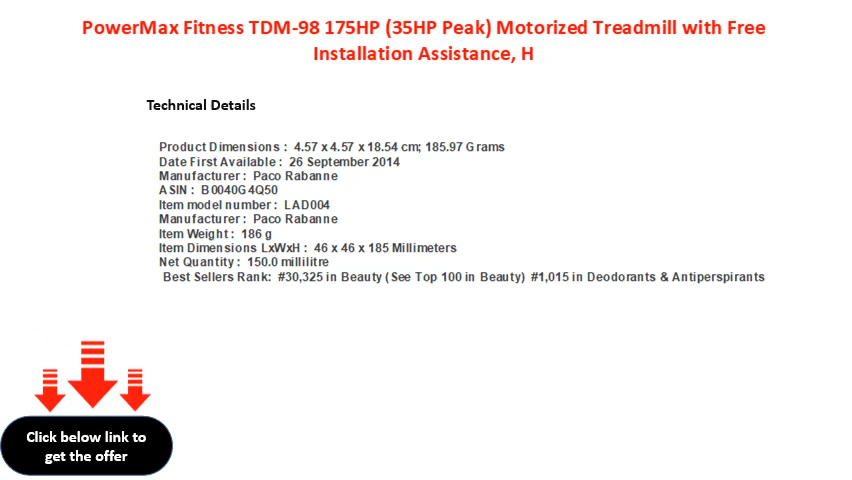 PowerMax Fitness TDM-98 175HP (35HP Peak) Motorized Treadmill with Free
Installation Assistance, H
Technical Details
Product Dimensions : 4.57 x 4.57 x 18.54 cm; 185.97 Grams
Date First Available : 26 September 2014
Manufacturer : Paco Rabanne
ASIN : B0040G4Q50
Item model number : LAD004
Manufacturer : Paco Rabanne
Item Weight : 186 g
Item Dimensions LxWxH : 46 x 46 x 185 Millimeters
Net Quantity : 150.0 millilitre
Best Sellers Rank: #30,325 in Beauty (See Top 100 in Beauty) #1,015 in Deodorants & Antiperspirants
Click below link to
get the offer